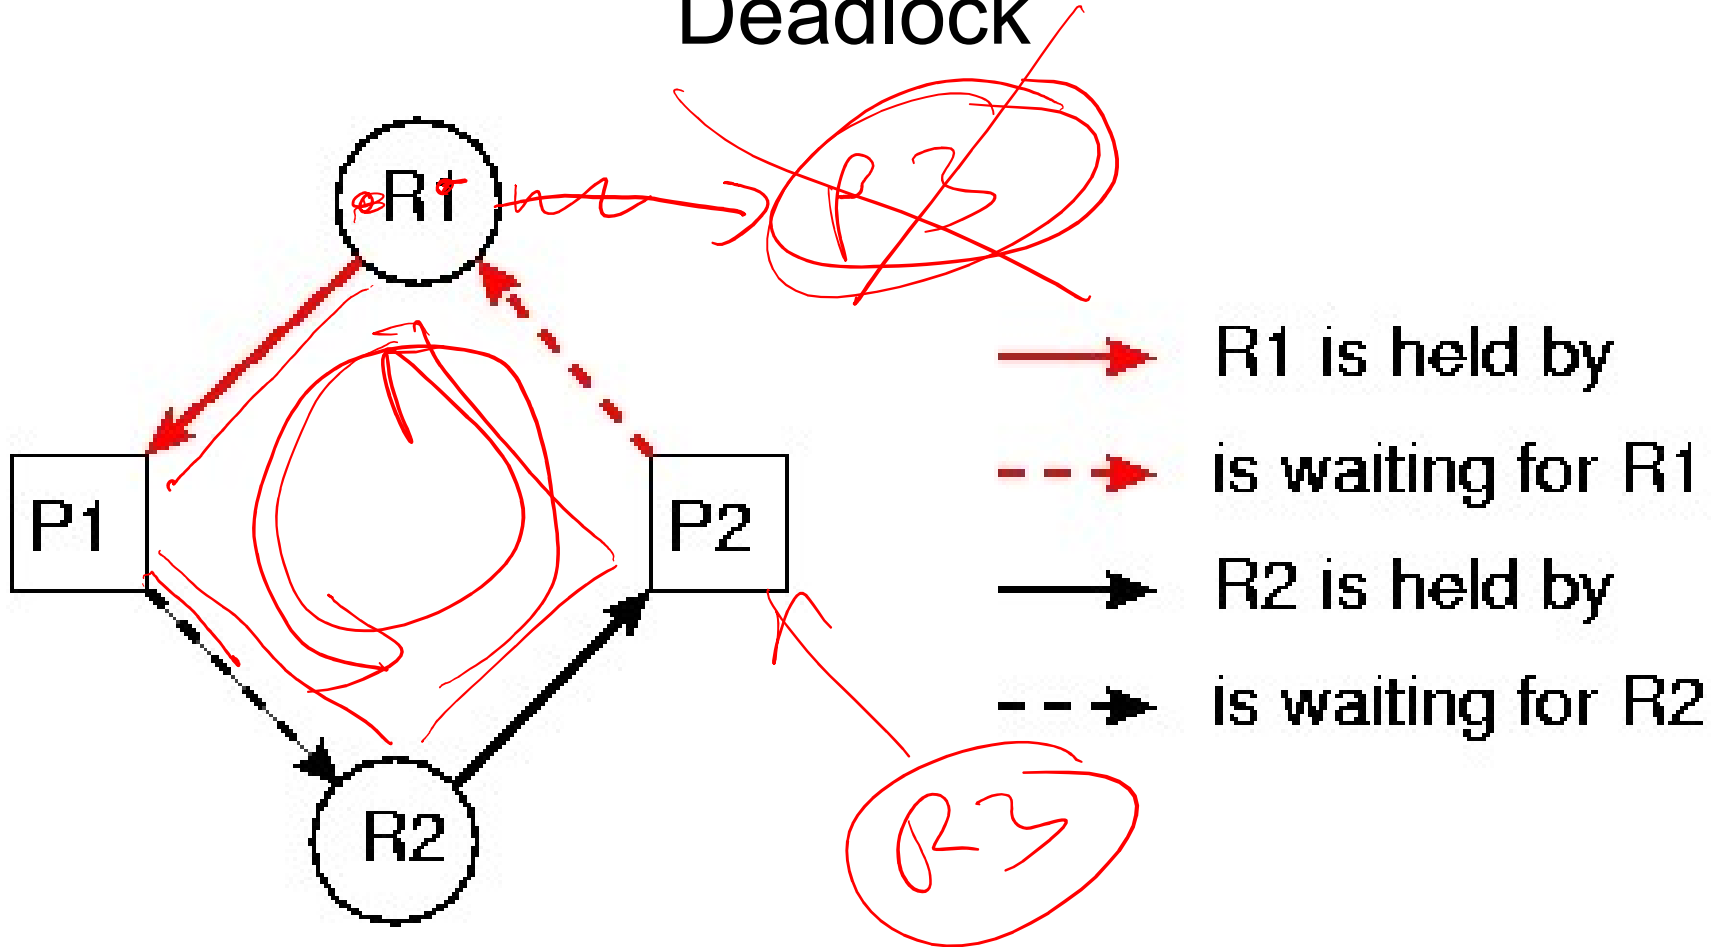 Deadlock
R1
P3
R1 is held by
is waiting for R1
P1
P2
R2 is held by
is waiting for R2
R2
R3